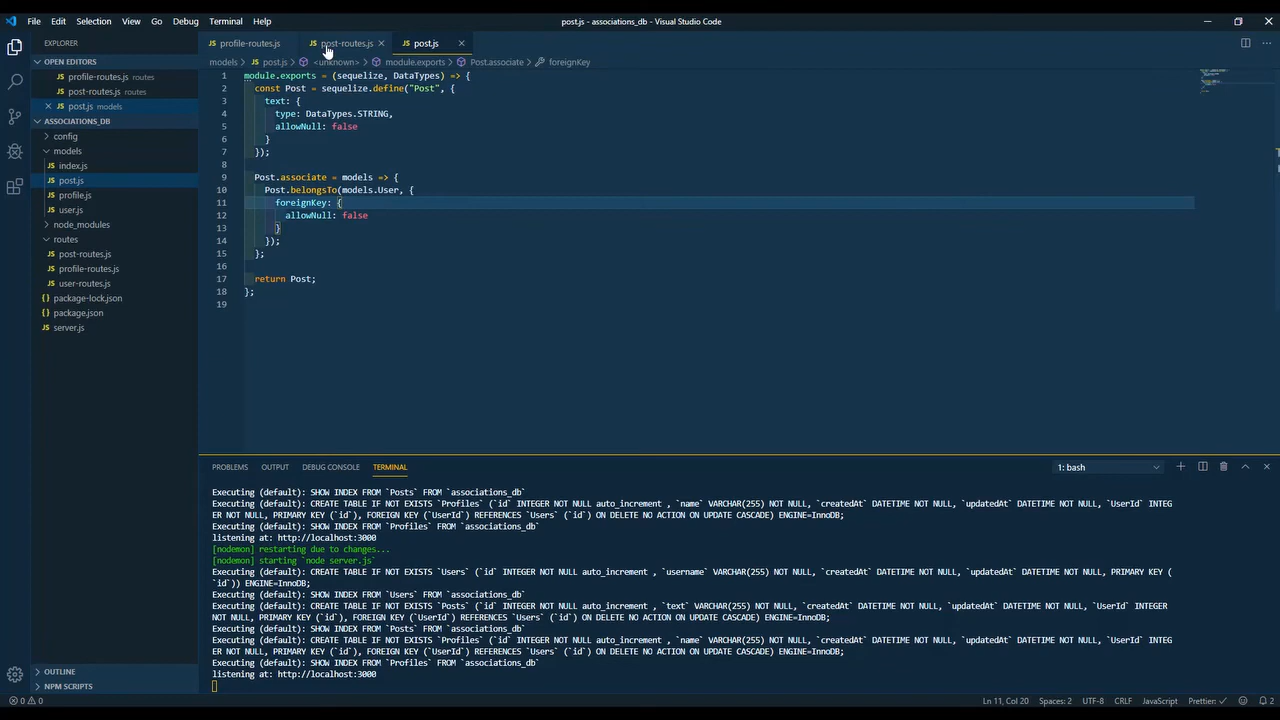 File Edit Selection View Go Debug Terminal Help
post.js - associations_db - Visual Studio Code
EXPLORER
OPEN EDITORS
JS profile-routes.js routes
JS post-routes.js routes
JS post.js models
ASSOCIATIONS_DB
config
models
JS index.js
JS post.js
JS profile.js
JS user.js
node_modules
routes
JS post-routes.js
JS profile-routes.js
JS user-routes.js
{} package-lock.json
{} package.json
JS server.js
OUTLINE
NPM SCRIPTS
JS profile-routes.js JS post-routes.js JS post.js
models > JS post.js > <unknown> > module.exports > Post.associate > foreignKey
1 module.exports = (sequelize, DataTypes) => {
2 const Post = sequelize.define("Post", {
3 text: {
4 type: DataTypes.STRING,
5 allowNull: false
6 }
7 });
8
9 Post.associate = models => {
10 Post.belongsTo(models.User, {
11 foreignKey: {
12 allowNull: false
13 }
14 });
15 };
16
17 return Post;
18 };
19
PROBLEMS OUTPUT DEBUG CONSOLE TERMINAL 1: bash
Executing (default): SHOW INDEX FROM `Posts` FROM `associations_db`
Executing (default): CREATE TABLE IF NOT EXISTS `Profiles` (`id` INTEGER NOT NULL auto_increment , `name` VARCHAR(255) NOT NULL, `createdAt` DATETIME NOT NULL, `updatedAt` DATETIME NOT NULL, `UserId` INTEG
ER NOT NULL, PRIMARY KEY (`id`), FOREIGN KEY (`UserId`) REFERENCES `Users` (`id`) ON DELETE NO ACTION ON UPDATE CASCADE) ENGINE=InnoDB;
Executing (default): SHOW INDEX FROM `Profiles` FROM `associations_db`
listening at: http://localhost:3000
[nodemon] restarting due to changes...
[nodemon] starting `node server.js`
Executing (default): CREATE TABLE IF NOT EXISTS `Users` (`id` INTEGER NOT NULL auto_increment , `username` VARCHAR(255) NOT NULL, `createdAt` DATETIME NOT NULL, `updatedAt` DATETIME NOT NULL, PRIMARY KEY (
`id`)) ENGINE=InnoDB;
Executing (default): SHOW INDEX FROM `Users` FROM `associations_db`
Executing (default): CREATE TABLE IF NOT EXISTS `Posts` (`id` INTEGER NOT NULL auto_increment , `text` VARCHAR(255) NOT NULL, `createdAt` DATETIME NOT NULL, `updatedAt` DATETIME NOT NULL, `UserId` INTEGER
NOT NULL, PRIMARY KEY (`id`), FOREIGN KEY (`UserId`) REFERENCES `Users` (`id`) ON DELETE NO ACTION ON UPDATE CASCADE) ENGINE=InnoDB;
Executing (default): SHOW INDEX FROM `Posts` FROM `associations_db`
Executing (default): CREATE TABLE IF NOT EXISTS `Profiles` (`id` INTEGER NOT NULL auto_increment , `name` VARCHAR(255) NOT NULL, `createdAt` DATETIME NOT NULL, `updatedAt` DATETIME NOT NULL, `UserId` INTEG
ER NOT NULL, PRIMARY KEY (`id`), FOREIGN KEY (`UserId`) REFERENCES `Users` (`id`) ON DELETE NO ACTION ON UPDATE CASCADE) ENGINE=InnoDB;
Executing (default): SHOW INDEX FROM `Profiles` FROM `associations_db`
listening at: http://localhost:3000
0 0 Ln 11, Col 20 Spaces: 2 UTF-8 CRLF JavaScript Prettier: ✓ 2